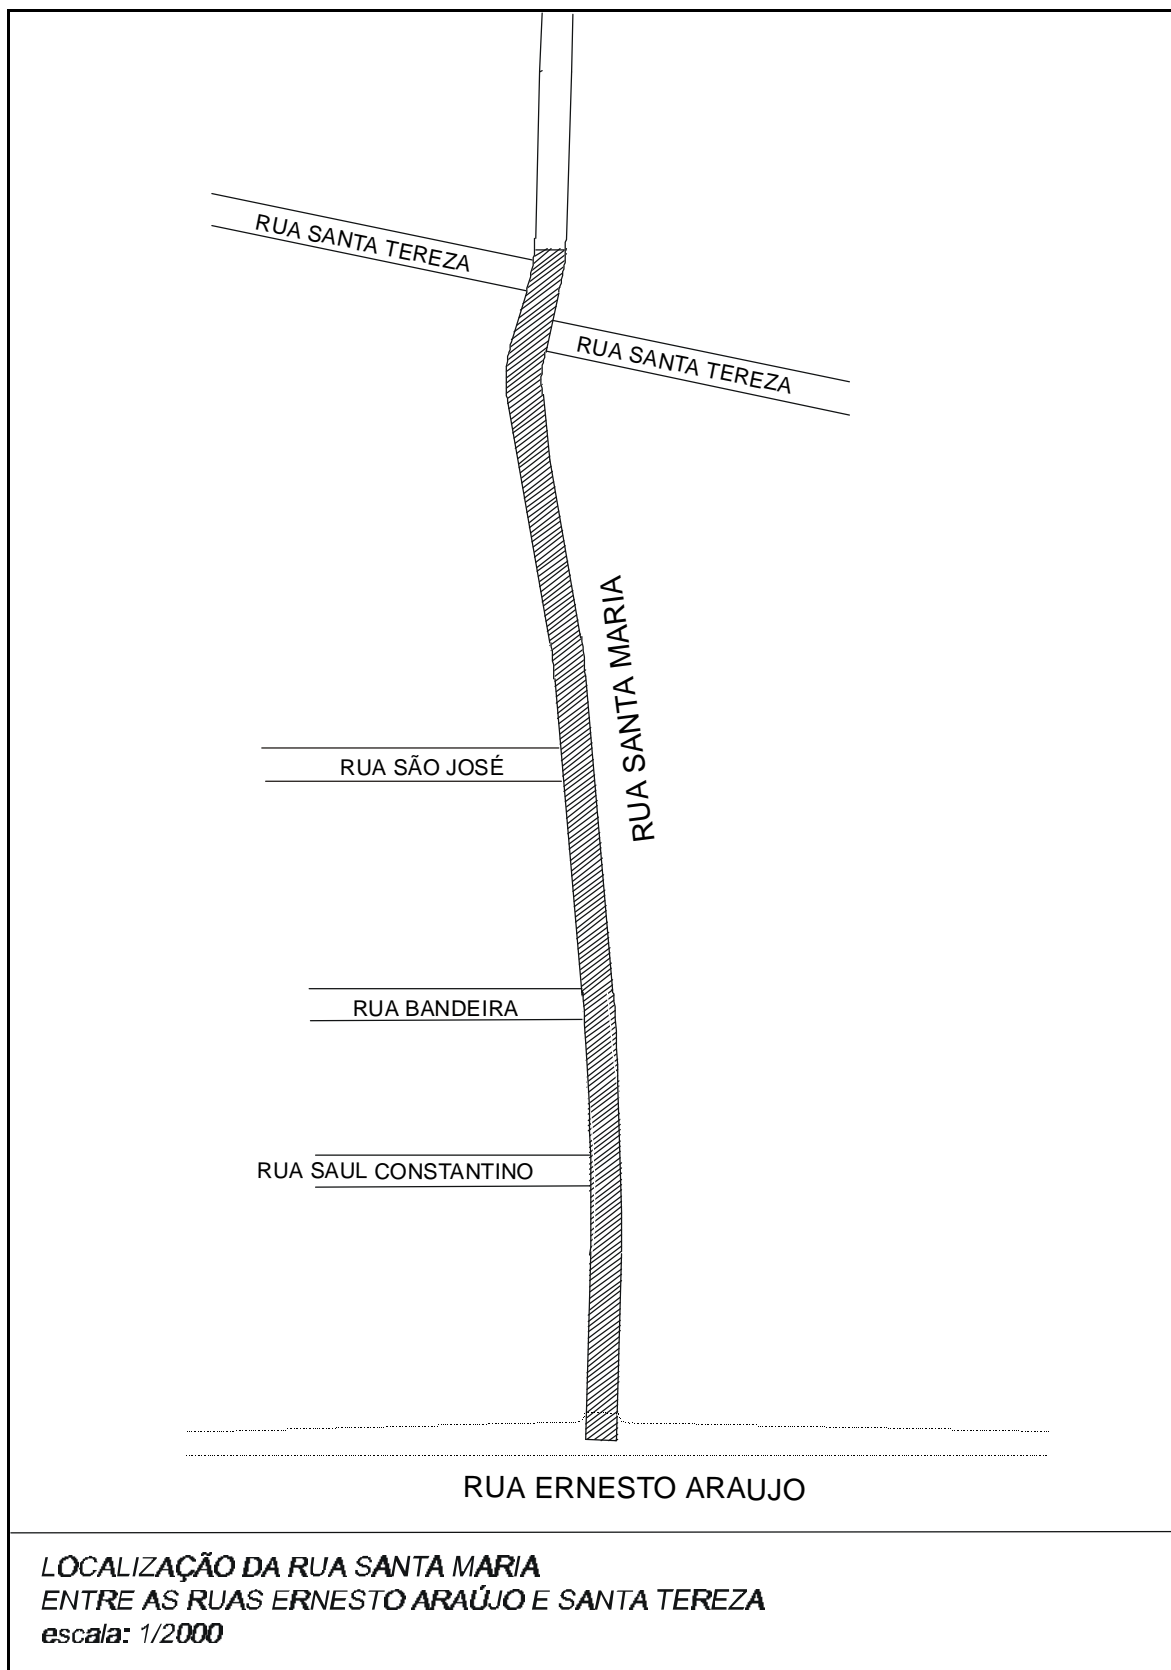 RUA SANTA TEREZA
RUA SANTA TEREZA
RUA SANTA MARIA
RUA SÃO JOSÉ
RUA BANDEIRA
RUA SAUL CONSTANTINO
RUA ERNESTO ARAUJO
LOCALIZAÇÃO DA RUA SANTA MARIA
ENTRE AS RUAS ERNESTO ARAÚJO E SANTA TEREZA
escala: 1/2000